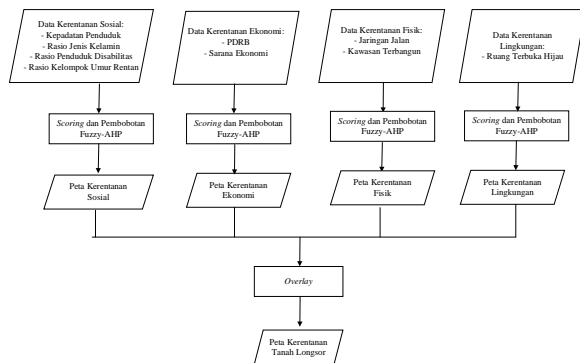 Data Kerentanan Sosial:
- Kepadatan Penduduk
- Rasio Jenis Kelamin
- Rasio Penduduk Disabilitas
- Rasio Kelompok Umur Rentan
Data Kerentanan Ekonomi:
- PDRB
- Sarana Ekonomi
Data Kerentanan Fisik:
- Jaringan Jalan
- Kawasan Terbangun
Data Kerentanan
Lingkungan:
- Ruang Terbuka Hijau
Scoring dan Pembobotan
Fuzzy-AHP
Scoring dan Pembobotan
Fuzzy-AHP
Scoring dan Pembobotan
Fuzzy-AHP
Scoring dan Pembobotan
Fuzzy-AHP
Peta Kerentanan
Sosial
Peta Kerentanan
Ekonomi
Peta Kerentanan
Fisik
Peta Kerentanan
Lingkungan
Overlay
Peta Kerentanan
Tanah Longsor